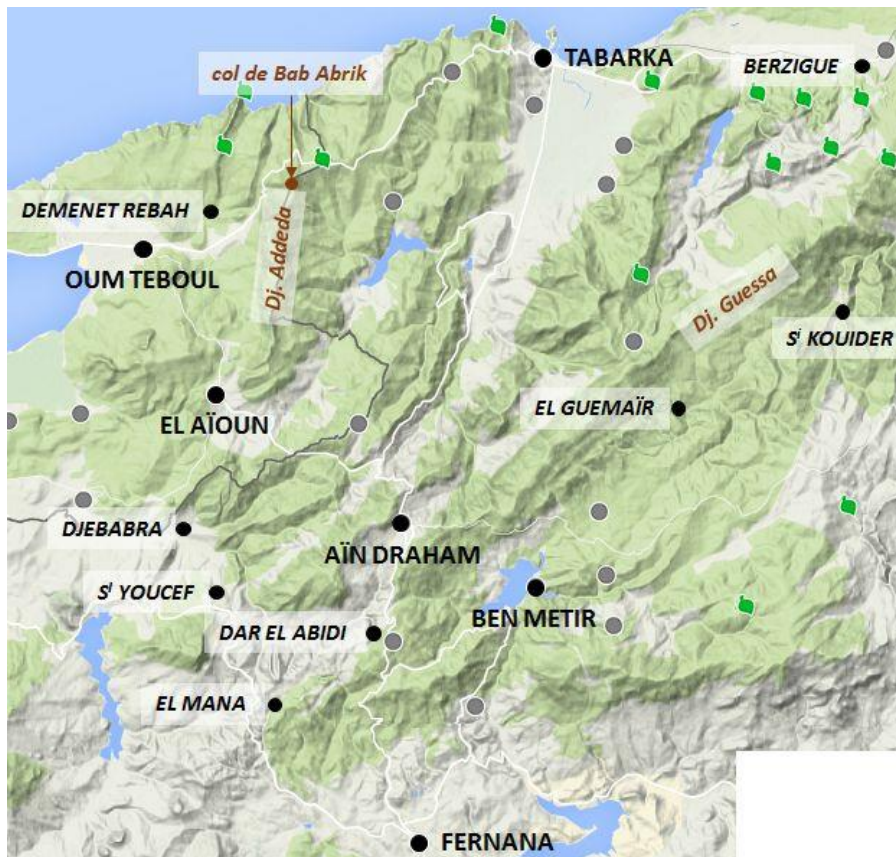 TABARKA
BERZIGUE
col de Bab Abrik
DEMENET REBAH
Dj. Addeda
OUM TEBOUL
Dj. Guessa
Sⁱ KOUIDER
EL AÏOUN
EL GUEMAÏR
DJEBABRA
AÏN DRAHAM
Sᴵ YOUCEF
BEN METIR
DAR EL ABIDI
EL MANA
FERNANA